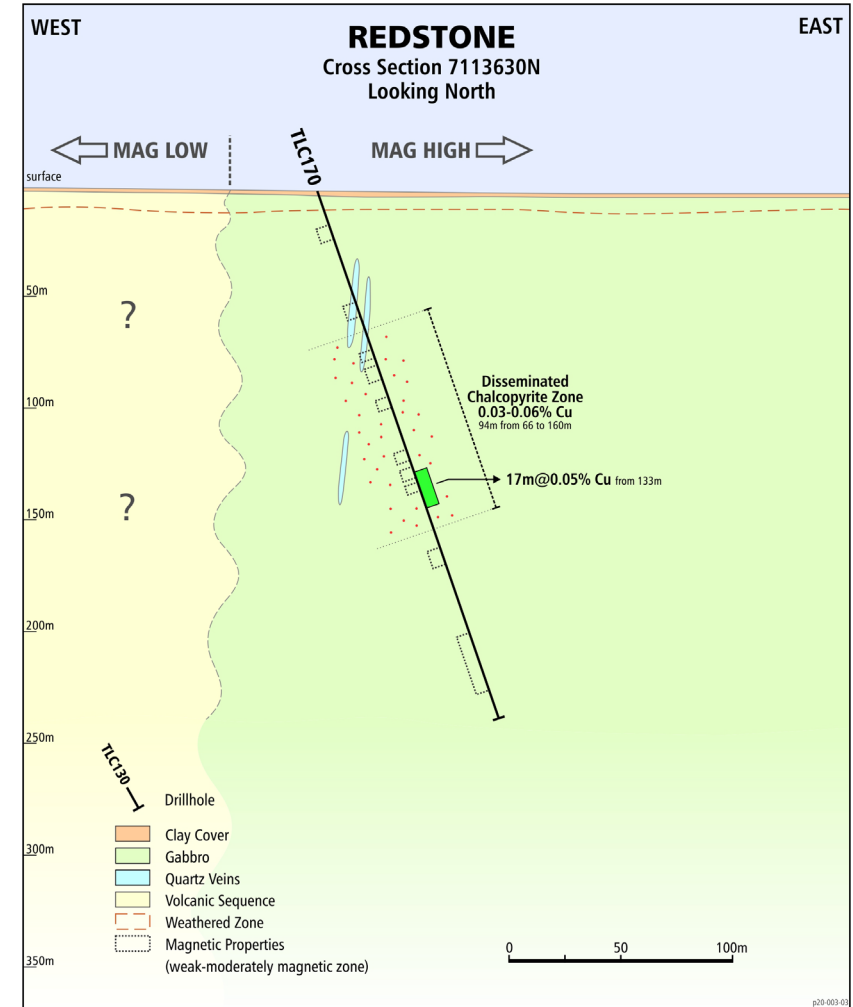 WEST
EAST
REDSTONE
Cross Section 7113630N
Looking North
MAG LOW
MAG HIGH
TLC170
surface
50m
?
100m
Disseminated
Chalcopyrite Zone
0.03-0.06% Cu
94m from 66 to 160m
17m@0.05% Cu from 133m
?
150m
200m
250m
300m
350m
TLC130
Drillhole
Clay Cover
Gabbro
Quartz Veins
Volcanic Sequence
Weathered Zone
Magnetic Properties
(weak-moderately magnetic zone)
0 50 100m
p20-003-03